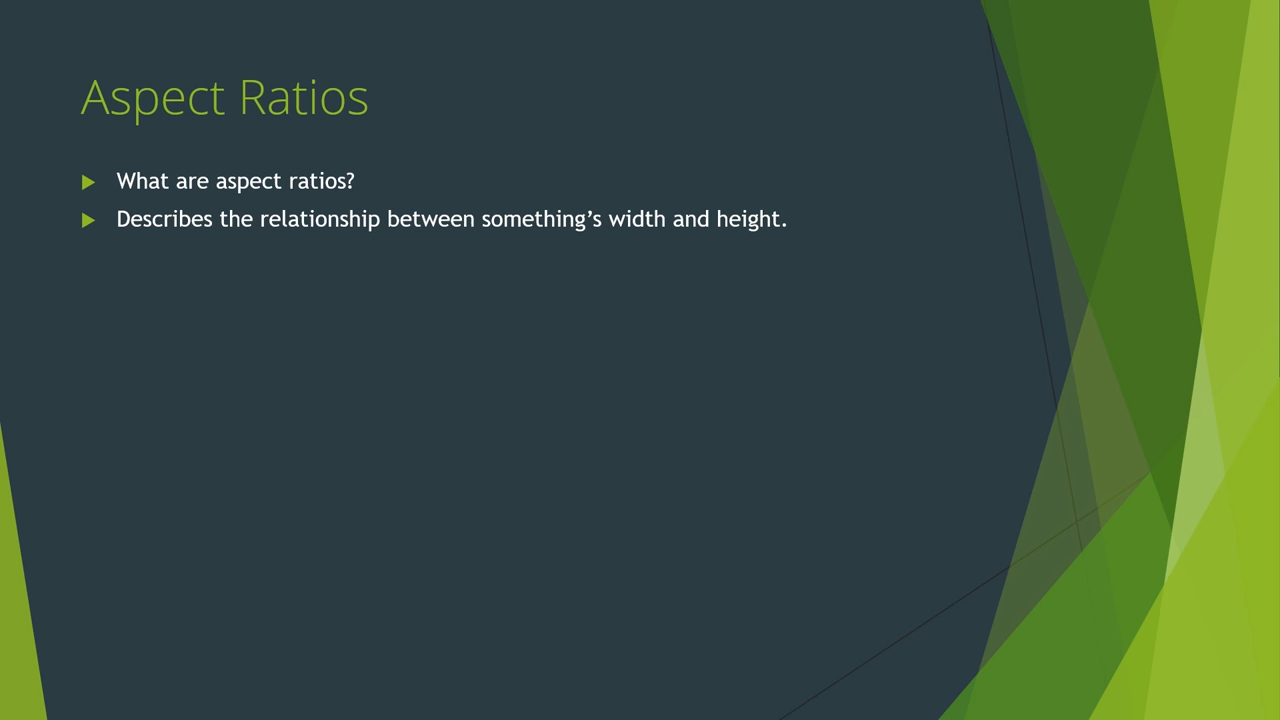 Aspect Ratios
What are aspect ratios?
Describes the relationship between something’s width and height.